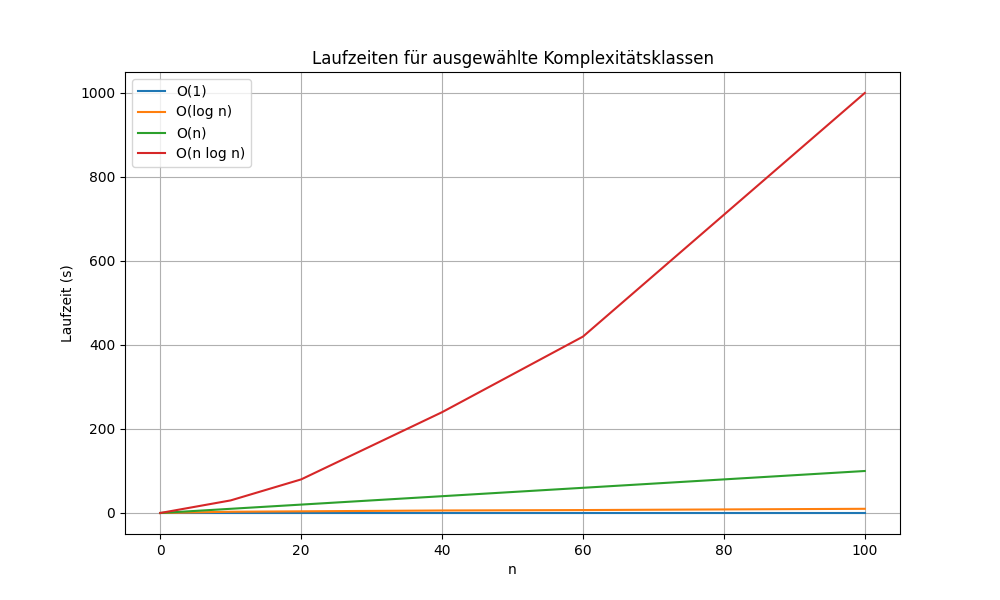 Laufzeiten für ausgewählte Komplexitätsklassen
O(1)
O(log n)
O(n)
O(n log n)
Laufzeit (s)
1000
800
600
400
200
0
0 20 40 60 80 100
n